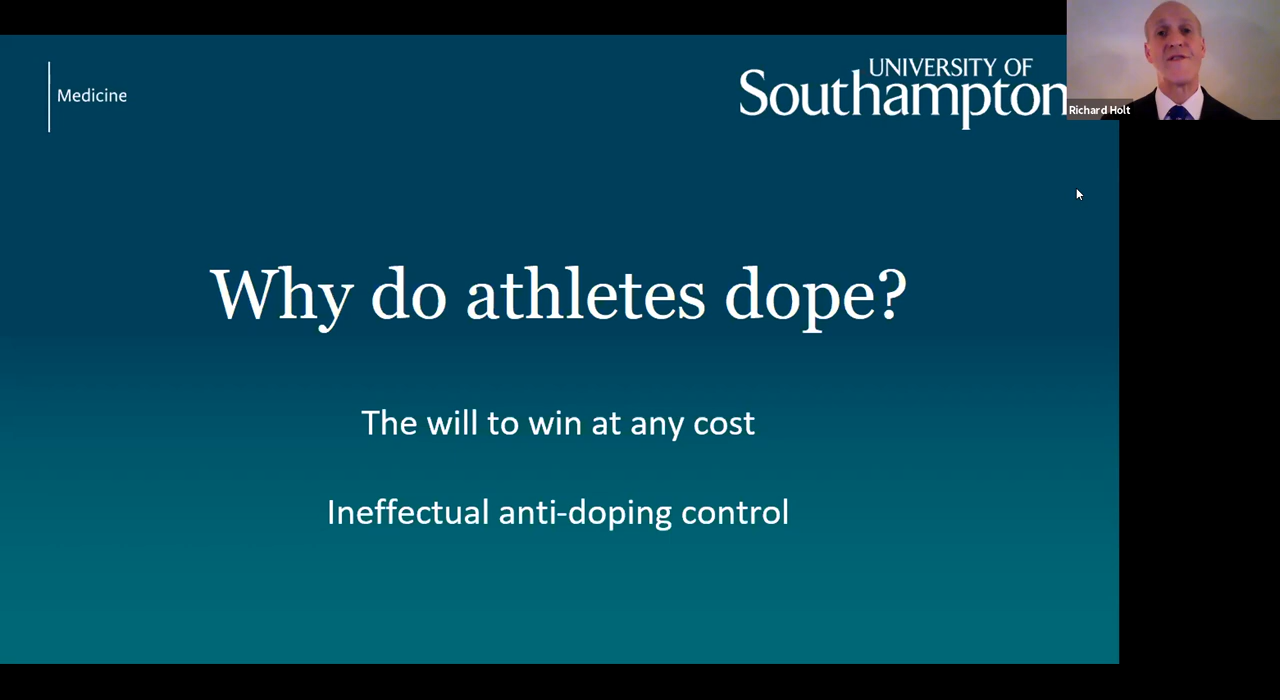 Medicine
UNIVERSITY OF
Southampton
Richard Holt
Why do athletes dope?
The will to win at any cost
Ineffectual anti-doping control